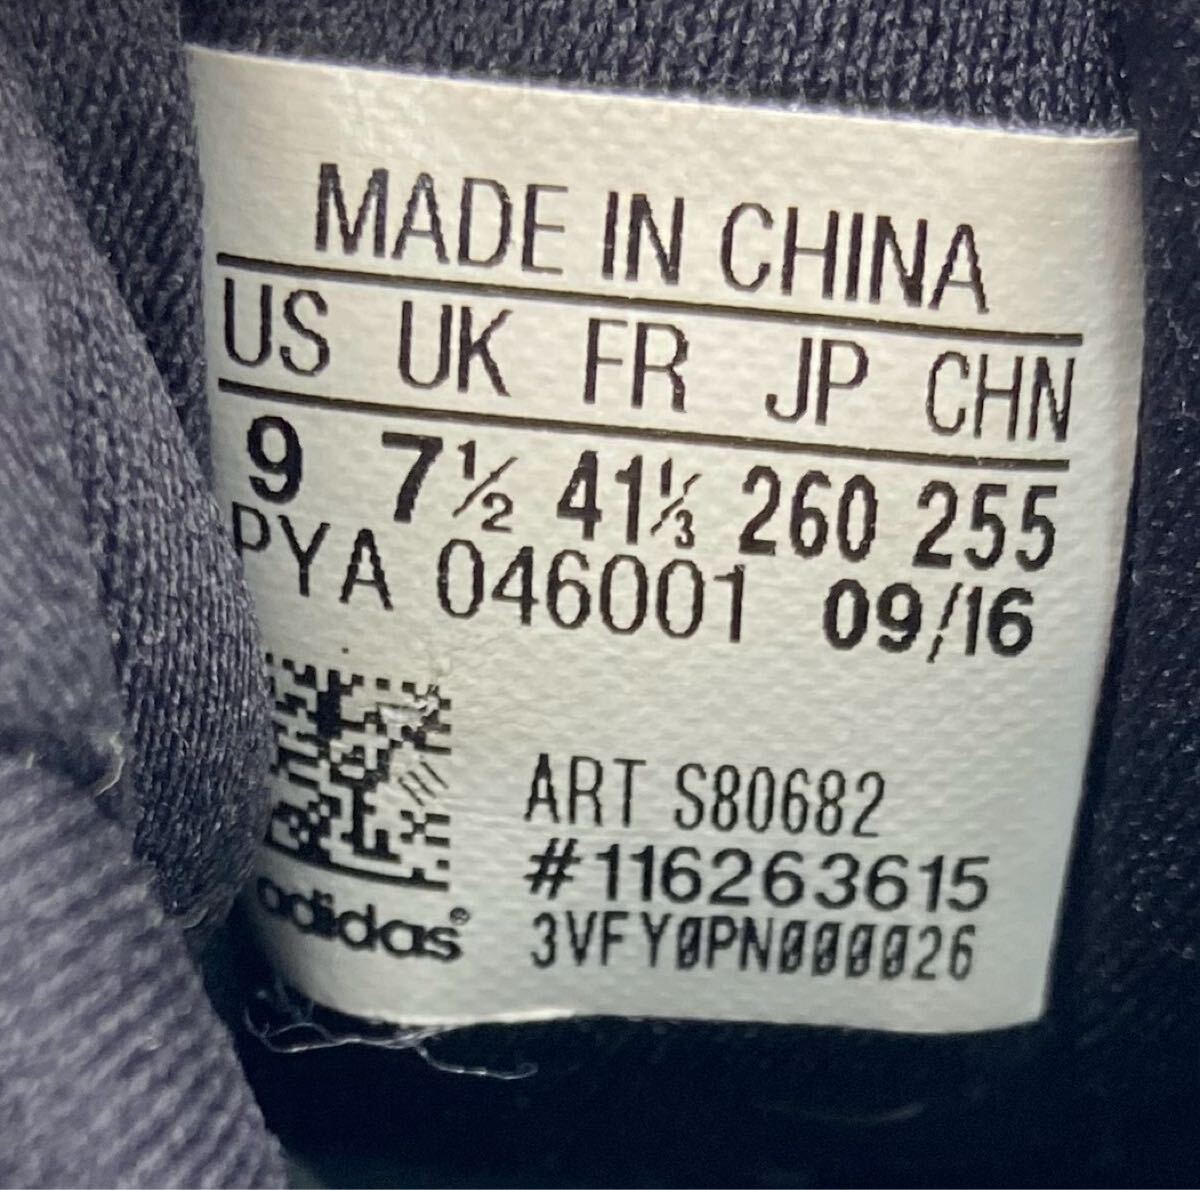 MADE IN CHINA
US UK FR JP CHN
9 7½ 41⅓ 260 255
PYA 046001 09/16
ART S80682
#116263615
3VFY0PN000026
adidas®